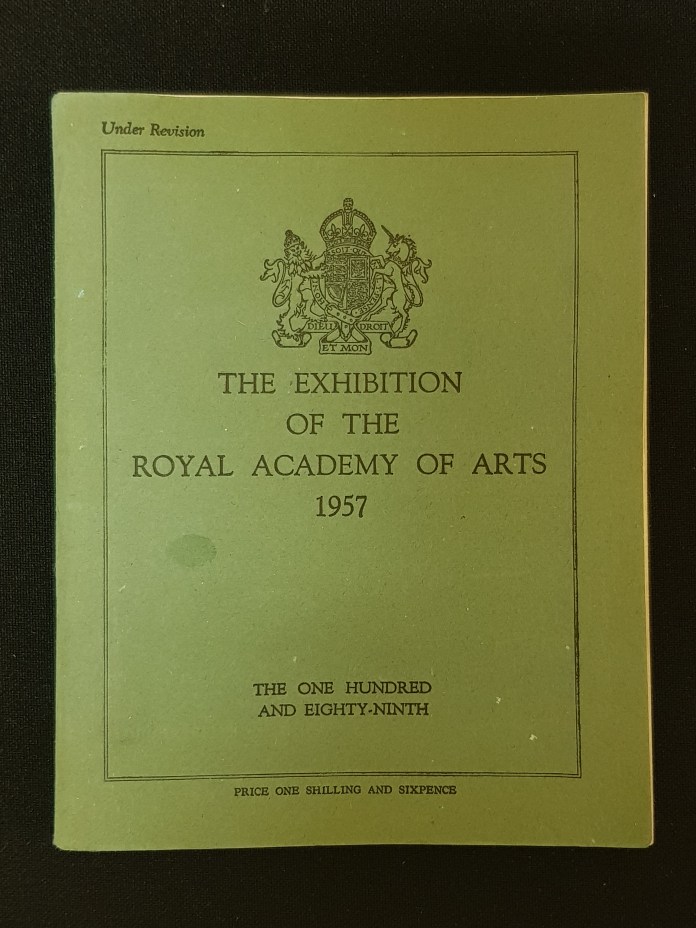 Under Revision
DIEU DROIT
ET MON
THE EXHIBITION
OF THE
ROYAL ACADEMY OF ARTS
1957
THE ONE HUNDRED
AND EIGHTY-NINTH
PRICE ONE SHILLING AND SIXPENCE